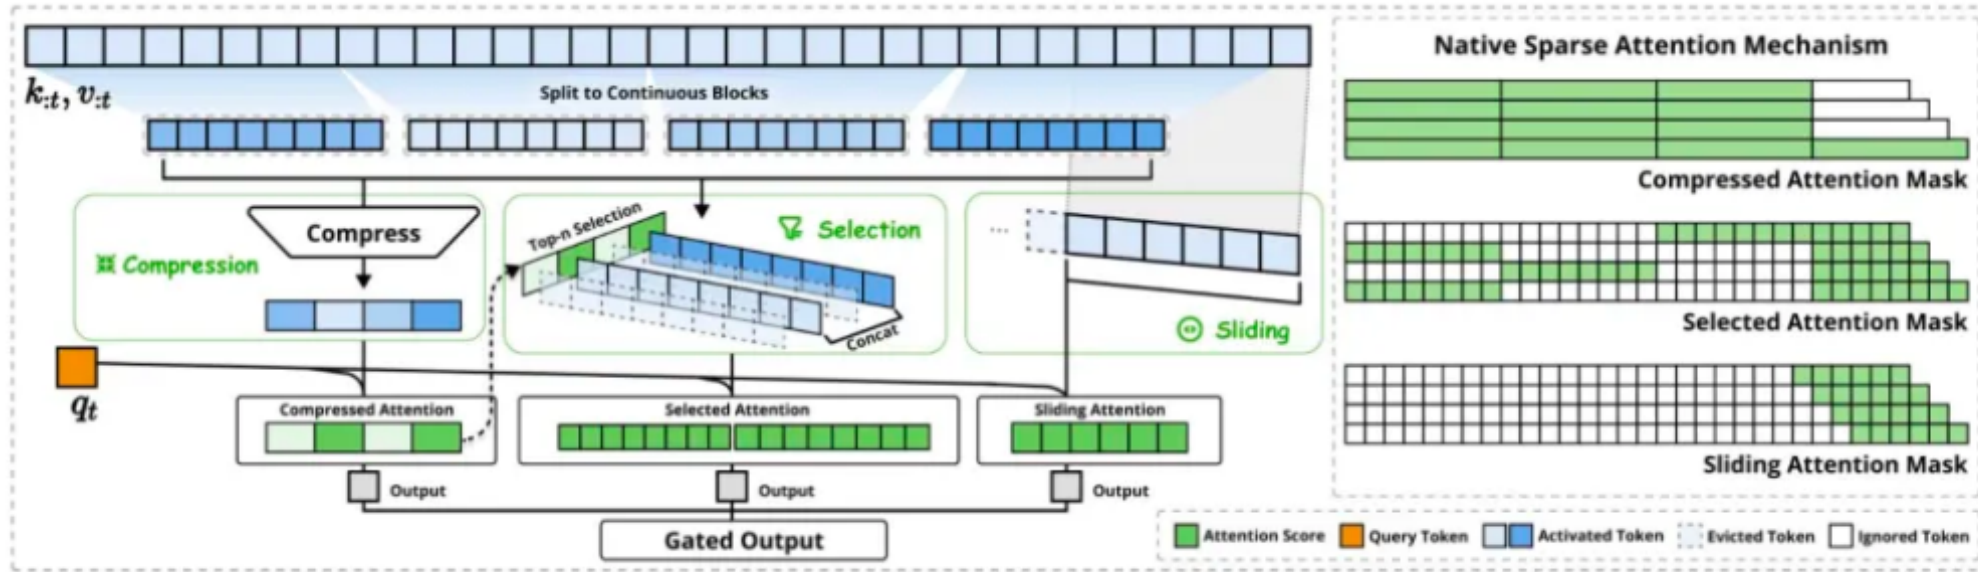 Native Sparse Attention Mechanism
k:t, v:t
Split to Continuous Blocks
Compress
Compression
Top-n Selection
Selection
Concat
...
Sliding
qt
Compressed Attention
Selected Attention
Sliding Attention
Output
Output
Output
Gated Output
Compressed Attention Mask
Selected Attention Mask
Sliding Attention Mask
Attention Score
Query Token
Activated Token
Evicted Token
Ignored Token